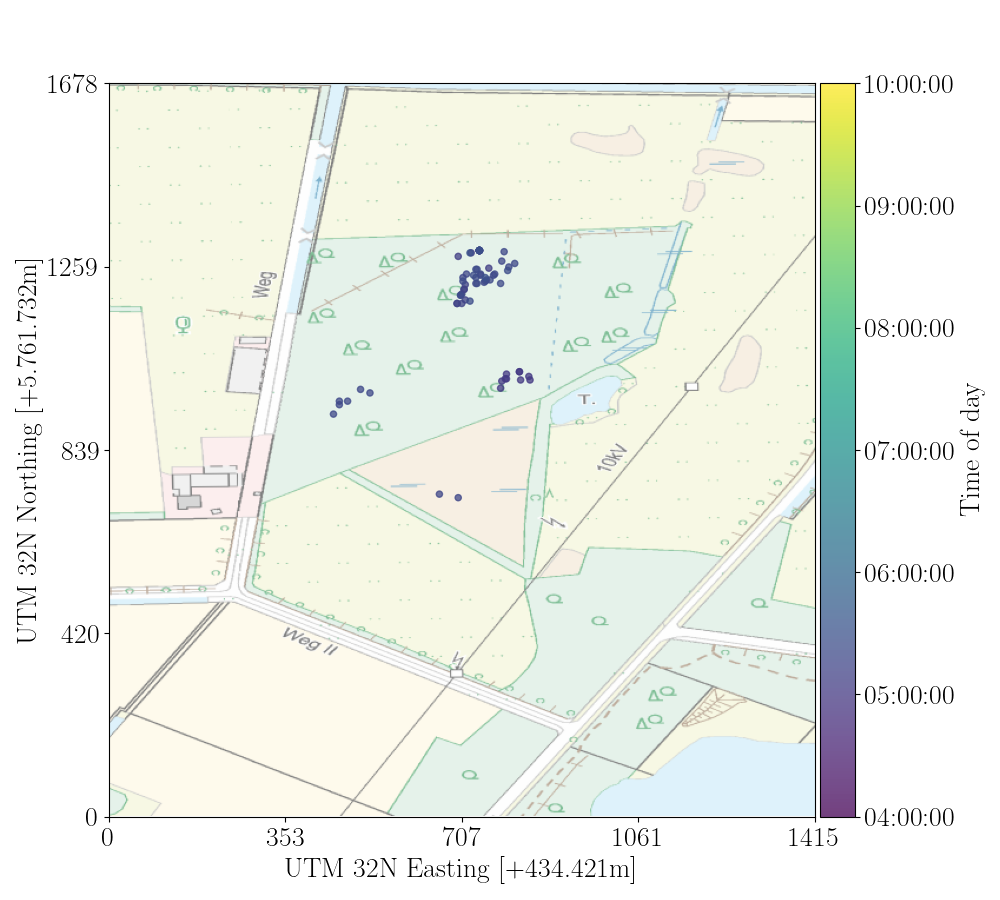 1678
1259
839
420
0
0
353
707
1061
1415
UTM 32N Easting [+434.421m]
UTM 32N Northing [+5.761.732m]
Weg
T.
10kV
Weg II
10:00:00
09:00:00
08:00:00
07:00:00
06:00:00
05:00:00
04:00:00
Time of day